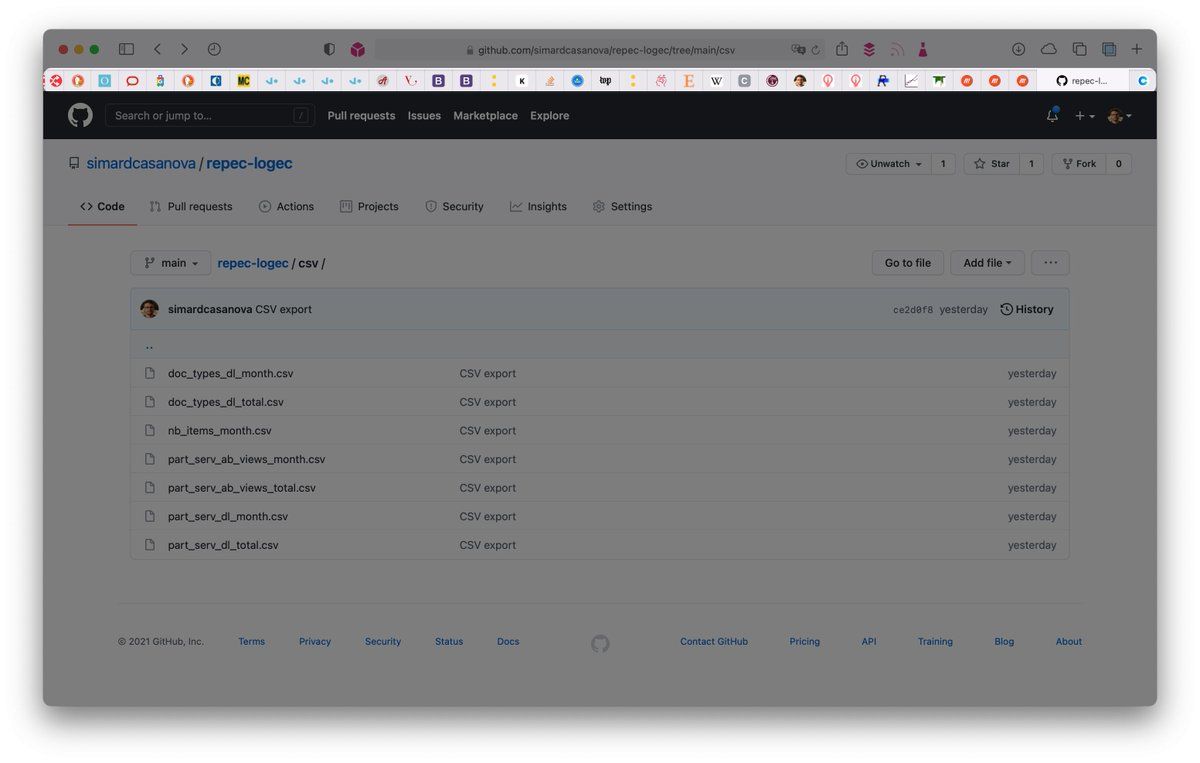 github.com/simardcasanova/repec-logec/tree/main/csv
MC B B K top E W C repec-l... C
Search or jump to... / Pull requests Issues Marketplace Explore
simardcasanova / repec-logec Unwatch 1 Star 1 Fork 0
Code Pull requests Actions Projects Security Insights Settings
main repec-logec / csv / Go to file Add file ...
simardcasanova CSV export ce2d0f8 yesterday History
..
doc_types_dl_month.csv CSV export yesterday
doc_types_dl_total.csv CSV export yesterday
nb_items_month.csv CSV export yesterday
part_serv_ab_views_month.csv CSV export yesterday
part_serv_ab_views_total.csv CSV export yesterday
part_serv_dl_month.csv CSV export yesterday
part_serv_dl_total.csv CSV export yesterday
© 2021 GitHub, Inc. Terms Privacy Security Status Docs Contact GitHub Pricing API Training Blog About